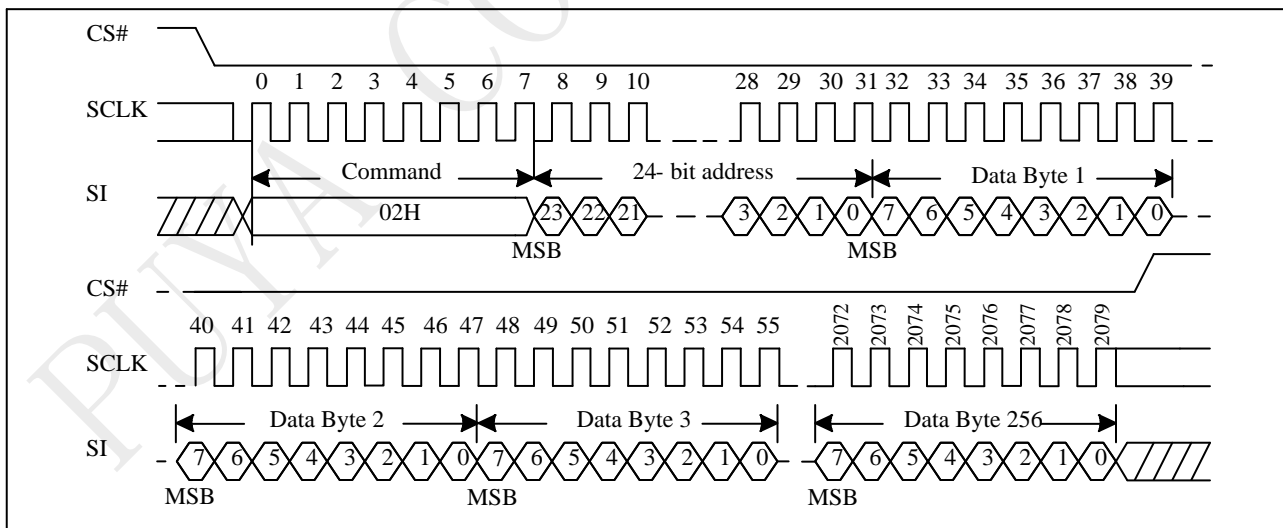 PUYA CO
CS#
0 1 2 3 4 5 6 7 8 9 10 28 29 30 31 32 33 34 35 36 37 38 39
SCLK
Command 24- bit address Data Byte 1
SI
02H 23 22 21 3 2 1 0 7 6 5 4 3 2 1 0
MSB MSB
CS#
40 41 42 43 44 45 46 47 48 49 50 51 52 53 54 55 2072 2073 2074 2075 2076 2077 2078 2079
SCLK
Data Byte 2 Data Byte 3 Data Byte 256
SI
7 6 5 4 3 2 1 0 7 6 5 4 3 2 1 0 7 6 5 4 3 2 1 0
MSB MSB MSB